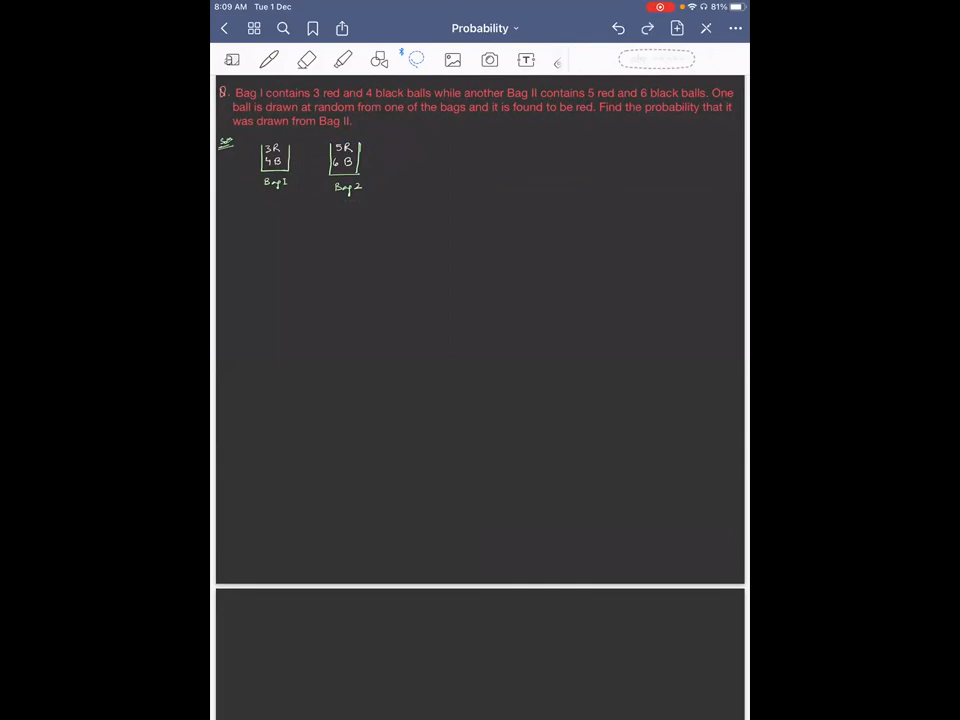 8:09 AM Tue 1 Dec
81%
Probability
Q. Bag I contains 3 red and 4 black balls while another Bag II contains 5 red and 6 black balls. One
ball is drawn at random from one of the bags and it is found to be red. Find the probability that it
was drawn from Bag II.
Sol
3R 5R
4B 6 B
Bag 1 Bag 2